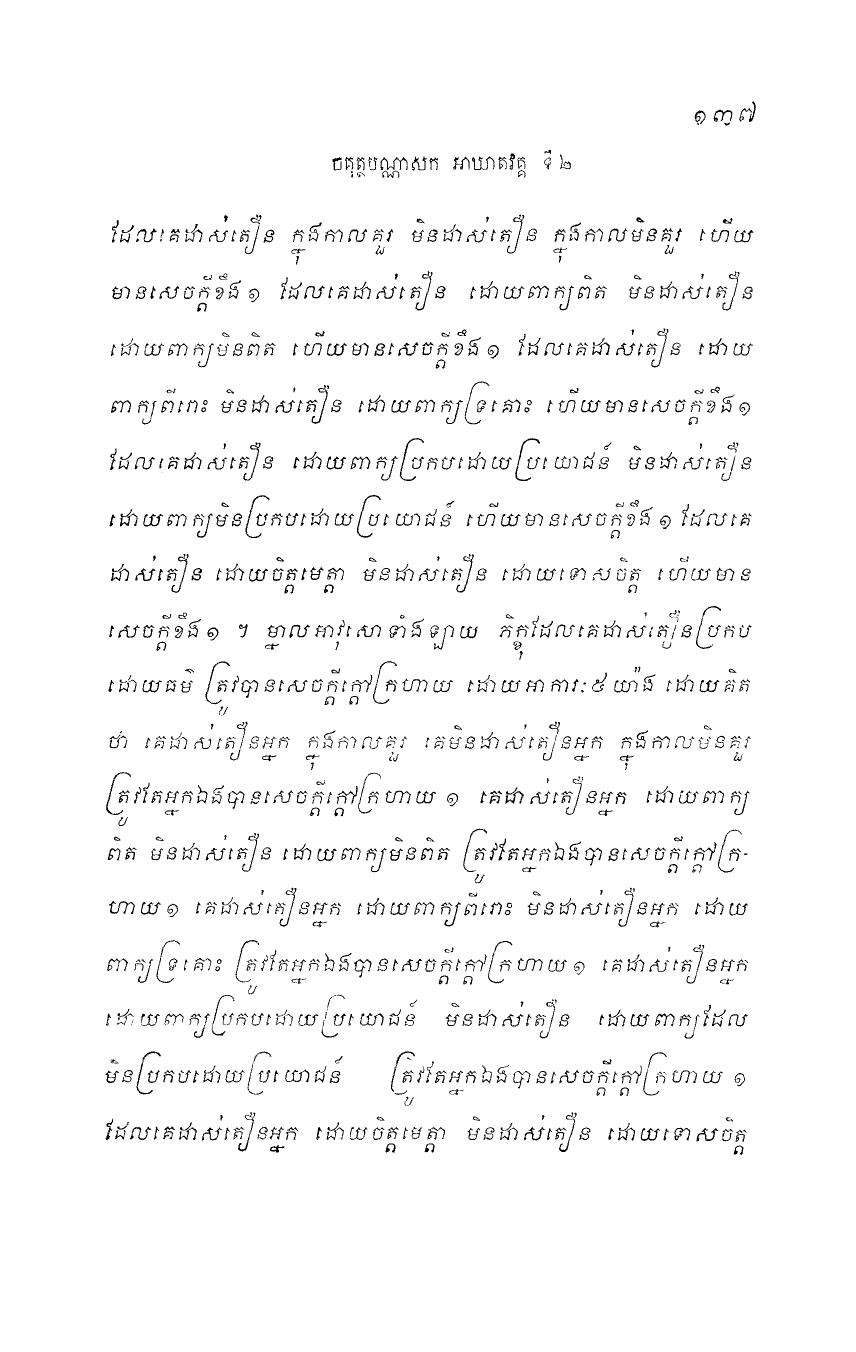 ១៣៧
ចតុត្ថបណ្ណាសក អាឃាតវគ្គ ទី ២
ដែលគេដាស់តឿន ក្នុងកាលគួរ មិនដាស់តឿន ក្នុងកាលមិនគួរ ហើយ
មានសេចក្តីខឹង ១ ដែលគេដាស់តឿន ដោយពាក្យពិត មិនដាស់តឿន
ដោយពាក្យមិនពិត ហើយមានសេចក្តីខឹង ១ ដែលគេដាស់តឿន ដោយ
ពាក្យពីរោះ មិនដាស់តឿន ដោយពាក្យទ្រគោះ ហើយមានសេចក្តីខឹង ១
ដែលគេដាស់តឿន ដោយពាក្យប្រកបដោយប្រយោជន៍ មិនដាស់តឿន
ដោយពាក្យមិនប្រកបដោយប្រយោជន៍ ហើយមានសេចក្តីខឹង ១ ដែលគេ
ដាស់តឿន ដោយចិត្តមេត្តា មិនដាស់តឿន ដោយទោសចិត្ត ហើយមាន
សេចក្តីខឹង ១ ។ ម្នាលអាវុសោទាំងឡាយ ភិក្ខុដែលគេដាស់តឿនប្រកប
ដោយធម៌ ត្រូវបានសេចក្តីក្តៅក្រហាយ ដោយអាការៈ ៥ យ៉ាង ដោយគិត
ថា គេដាស់តឿនអ្នក ក្នុងកាលគួរ គេមិនដាស់តឿនអ្នក ក្នុងកាលមិនគួរ
ត្រូវតែអ្នកឯងបានសេចក្តីក្តៅក្រហាយ ១ គេដាស់តឿនអ្នក ដោយពាក្យ
ពិត មិនដាស់តឿន ដោយពាក្យមិនពិត ត្រូវតែអ្នកឯងបានសេចក្តីក្តៅក្រ-
ហាយ ១ គេដាស់តឿនអ្នក ដោយពាក្យពីរោះ មិនដាស់តឿនអ្នក ដោយ
ពាក្យទ្រគោះ ត្រូវតែអ្នកឯងបានសេចក្តីក្តៅក្រហាយ ១ គេដាស់តឿនអ្នក
ដោយពាក្យប្រកបដោយប្រយោជន៍ មិនដាស់តឿន ដោយពាក្យដែល
មិនប្រកបដោយប្រយោជន៍ ត្រូវតែអ្នកឯងបានសេចក្តីក្តៅក្រហាយ ១
ដែលគេដាស់តឿនអ្នក ដោយចិត្តមេត្តា មិនដាស់តឿន ដោយទោសចិត្ត